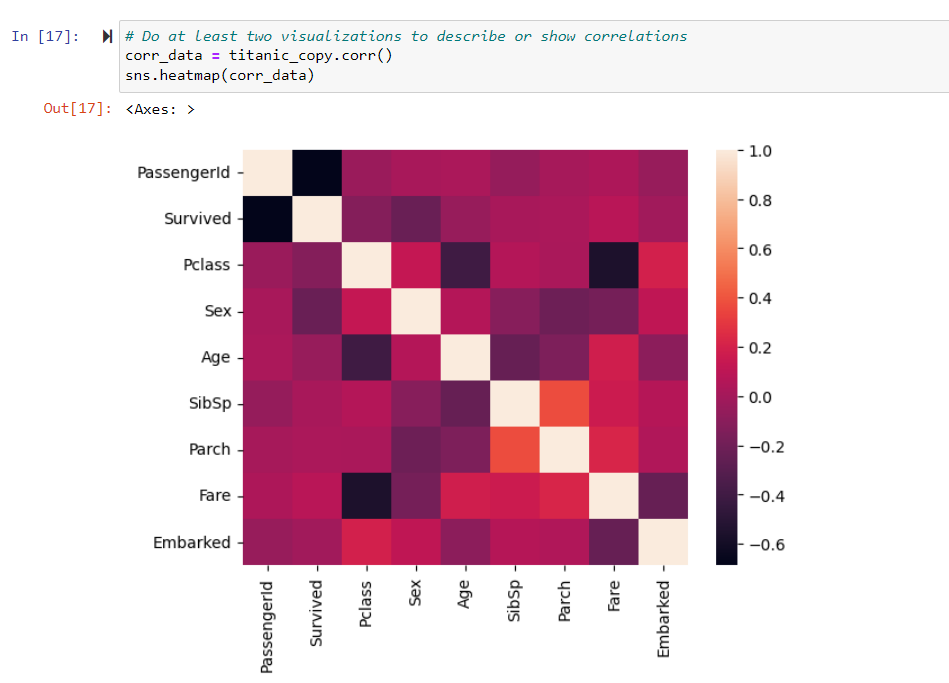 In [17]:
# Do at least two visualizations to describe or show correlations
corr_data = titanic_copy.corr()
sns.heatmap(corr_data)
Out[17]: <Axes: >
PassengerId
Survived
Pclass
Sex
Age
SibSp
Parch
Fare
Embarked
PassengerId
Survived
Pclass
Sex
Age
SibSp
Parch
Fare
Embarked
1.0
0.8
0.6
0.4
0.2
0.0
−0.2
−0.4
−0.6